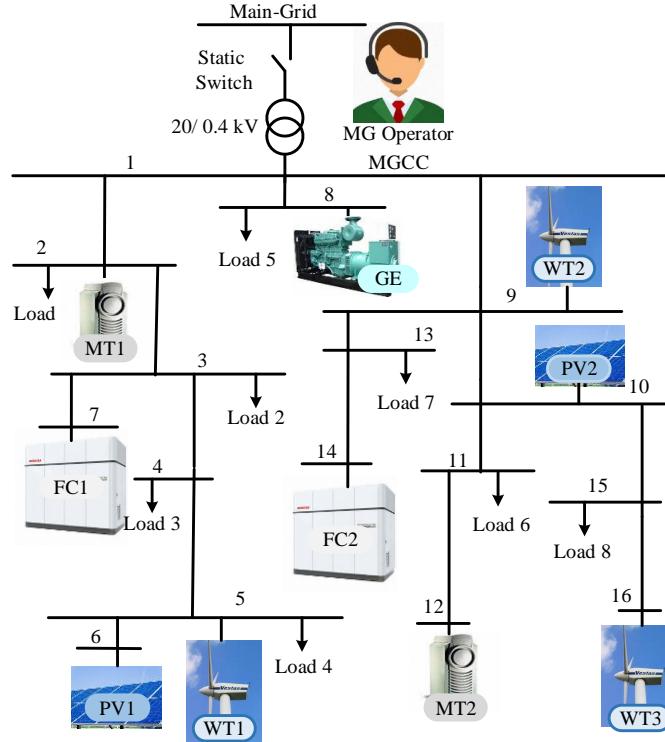 Main-Grid
Static
Switch
20/ 0.4 kV
MG Operator
1
MGCC
8
Load 5
GE
WT2
2
Load
MT1
9
13
PV2
3
Load 2
Load 7
10
7
FC1
4
Load 3
14
FC2
11
Load 6
15
Load 8
5
12
16
6
Load 4
PV1
WT1
MT2
WT3